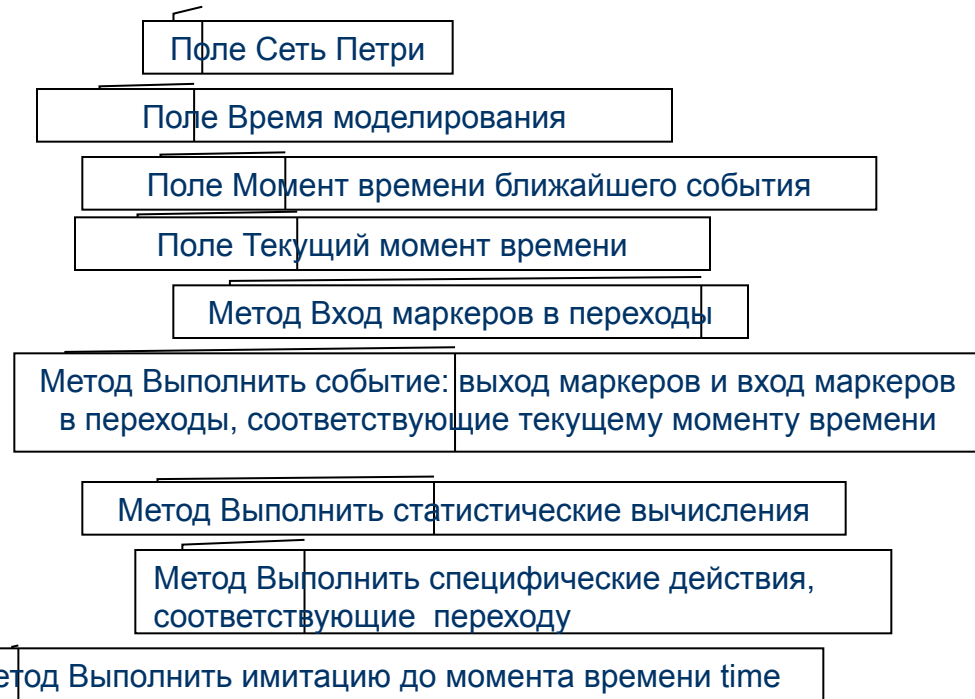 Поле Сеть Петри
Поле Время моделирования
Поле Момент времени ближайшего события
Поле Текущий момент времени
Метод Вход маркеров в переходы
Метод Выполнить событие: выход маркеров и вход маркеров
в переходы, соответствующие текущему моменту времени
Метод Выполнить статистические вычисления
Метод Выполнить специфические действия,
соответствующие переходу
етод Выполнить имитацию до момента времени time